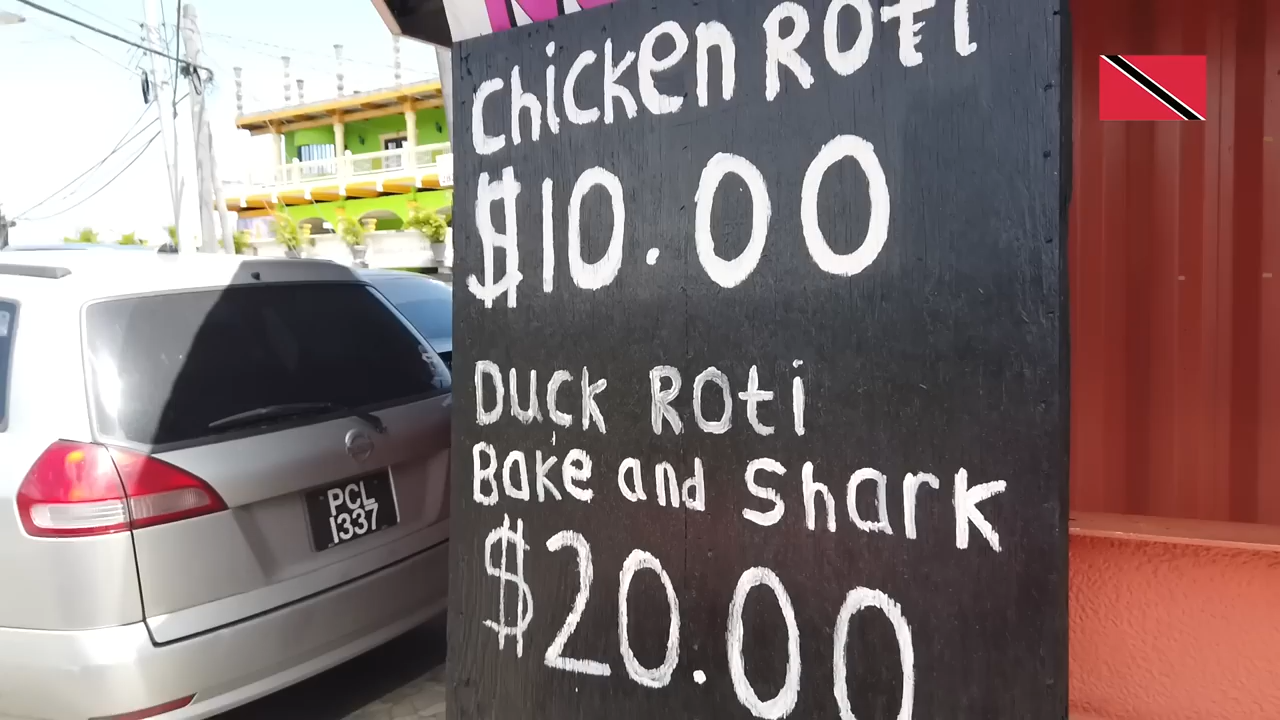 Chicken Roti
$10.00
Duck Roti
Bake and Shark
$20.00
PCL
1337